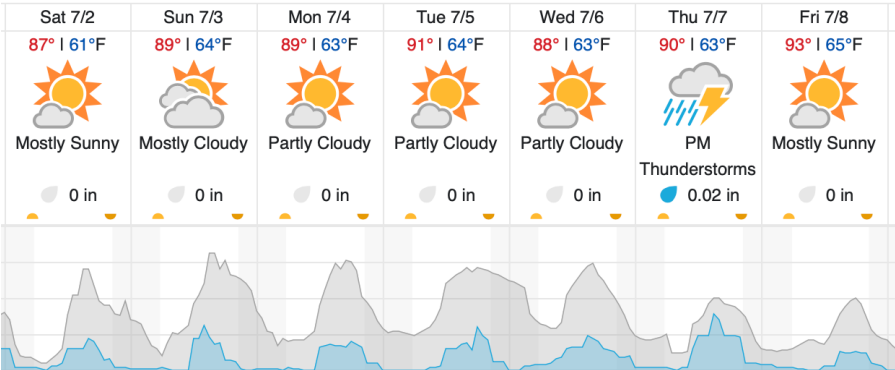 Sat 7/2
87° | 61°F
Mostly Sunny
0 in
Sun 7/3
89° | 64°F
Mostly Cloudy
0 in
Mon 7/4
89° | 63°F
Partly Cloudy
0 in
Tue 7/5
91° | 64°F
Partly Cloudy
0 in
Wed 7/6
88° | 63°F
Partly Cloudy
0 in
Thu 7/7
90° | 63°F
PM
Thunderstorms
0.02 in
Fri 7/8
93° | 65°F
Mostly Sunny
0 in